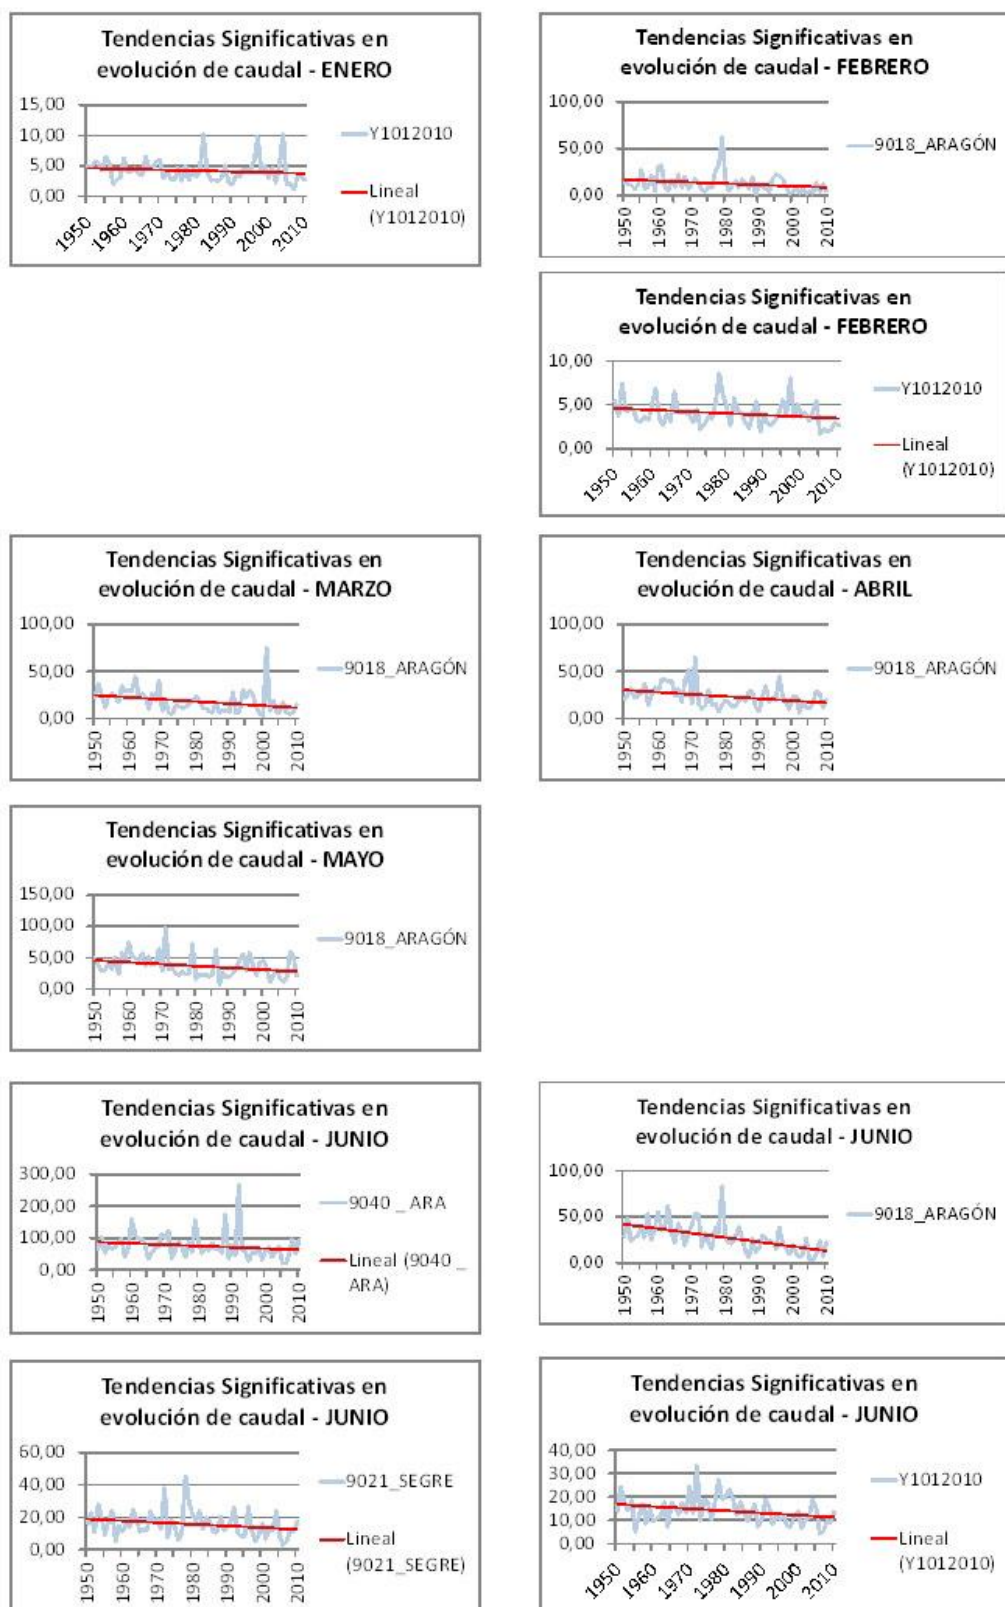 Tendencias Significativas en
evolución de caudal - ENERO
15,00
10,00
5,00
0,00
1950
1960
1970
1980
1990
2000
2010
Y1012010
Lineal
(Y1012010)
Tendencias Significativas en
evolución de caudal - FEBRERO
100,00
50,00
0,00
1950
1960
1970
1980
1990
2000
2010
9018_ARAGÓN
Tendencias Significativas en
evolución de caudal - FEBRERO
10,00
5,00
0,00
1950
1960
1970
1980
1990
2000
2010
Y1012010
Lineal
(Y1012010)
Tendencias Significativas en
evolución de caudal - MARZO
100,00
50,00
0,00
1950
1960
1970
1980
1990
2000
2010
9018_ARAGÓN
Tendencias Significativas en
evolución de caudal - ABRIL
100,00
50,00
0,00
1950
1960
1970
1980
1990
2000
2010
9018_ARAGÓN
Tendencias Significativas en
evolución de caudal - MAYO
150,00
100,00
50,00
0,00
1950
1960
1970
1980
1990
2000
2010
9018_ARAGÓN
Tendencias Significativas en
evolución de caudal - JUNIO
300,00
200,00
100,00
0,00
1950
1960
1970
1980
1990
2000
2010
9040 _ ARA
Lineal (9040 _
ARA)
Tendencias Significativas en
evolución de caudal - JUNIO
100,00
50,00
0,00
1950
1960
1970
1980
1990
2000
2010
9018_ARAGÓN
Tendencias Significativas en
evolución de caudal - JUNIO
60,00
40,00
20,00
0,00
1950
1960
1970
1980
1990
2000
2010
9021_SEGRE
Lineal
(9021_SEGRE)
Tendencias Significativas en
evolución de caudal - JUNIO
40,00
30,00
20,00
10,00
0,00
1950
1960
1970
1980
1990
2000
2010
Y1012010
Lineal
(Y1012010)